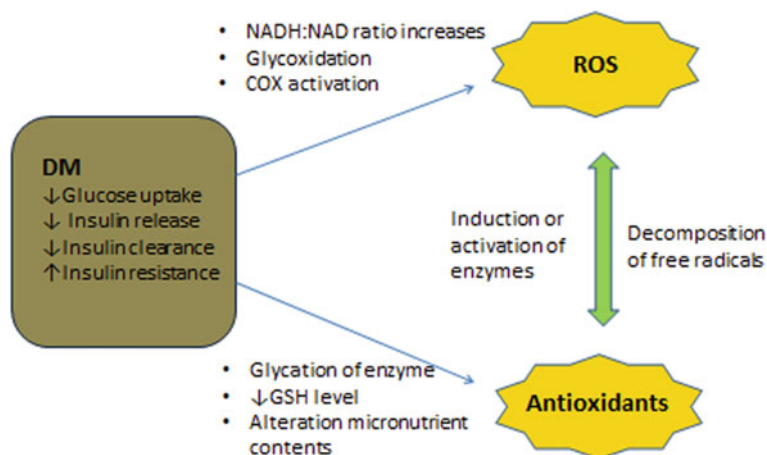 • NADH:NAD ratio increases
• Glycoxidation
• COX activation
ROS
DM
↓Glucose uptake
↓ Insulin release
↓Insulin clearance
↑Insulin resistance
Induction or
activation of
enzymes
Decomposition
of free radicals
• Glycation of enzyme
• ↓GSH level
• Alteration micronutrient
contents
Antioxidants